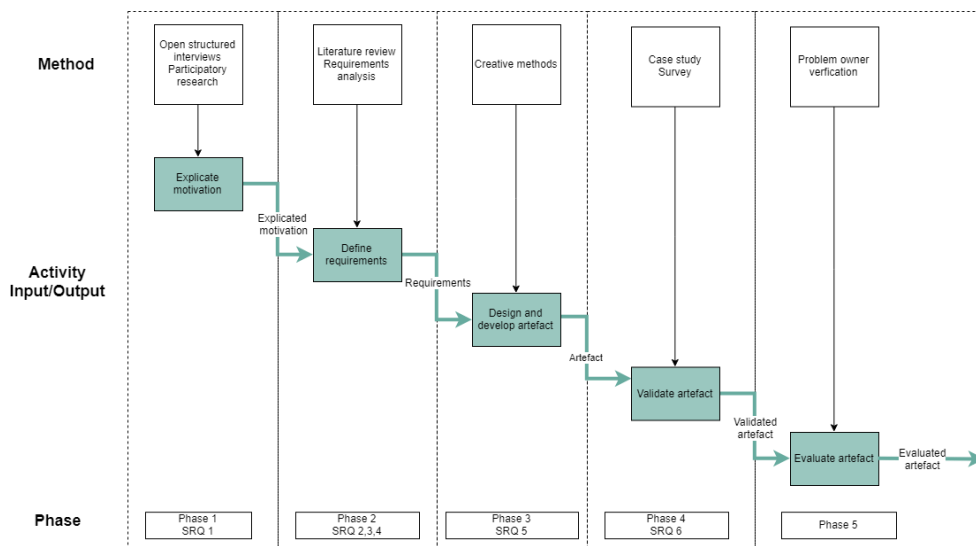 Method
Open structured
interviews
Participatory
research
Literature review
Requirements
analysis
Creative methods
Case study
Survey
Problem owner
verfication
Activity
Input/Output
Explicate
motivation
Explicated
motivation
Define
requirements
Requirements
Design and
develop artefact
Artefact
Validate artefact
Validated
artefact
Evaluate artefact
Evaluated
artefact
Phase
Phase 1
SRQ 1
Phase 2
SRQ 2,3,4
Phase 3
SRQ 5
Phase 4
SRQ 6
Phase 5